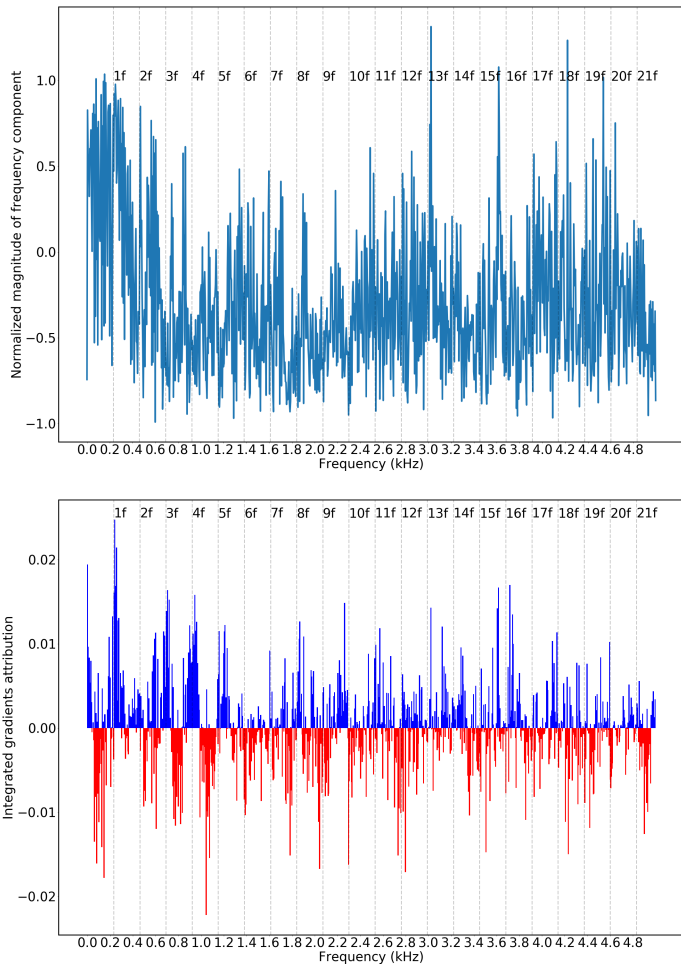 Normalized magnitude of frequency component
1.0
0.5
0.0
−0.5
−1.0
1f 2f 3f 4f 5f 6f 7f 8f 9f 10f 11f 12f 13f 14f 15f 16f 17f 18f 19f 20f 21f
0.0 0.2 0.4 0.6 0.8 1.0 1.2 1.4 1.6 1.8 2.0 2.2 2.4 2.6 2.8 3.0 3.2 3.4 3.6 3.8 4.0 4.2 4.4 4.6 4.8
Frequency (kHz)
Integrated gradients attribution
0.02
0.01
0.00
−0.01
−0.02
1f 2f 3f 4f 5f 6f 7f 8f 9f 10f 11f 12f 13f 14f 15f 16f 17f 18f 19f 20f 21f
0.0 0.2 0.4 0.6 0.8 1.0 1.2 1.4 1.6 1.8 2.0 2.2 2.4 2.6 2.8 3.0 3.2 3.4 3.6 3.8 4.0 4.2 4.4 4.6 4.8
Frequency (kHz)